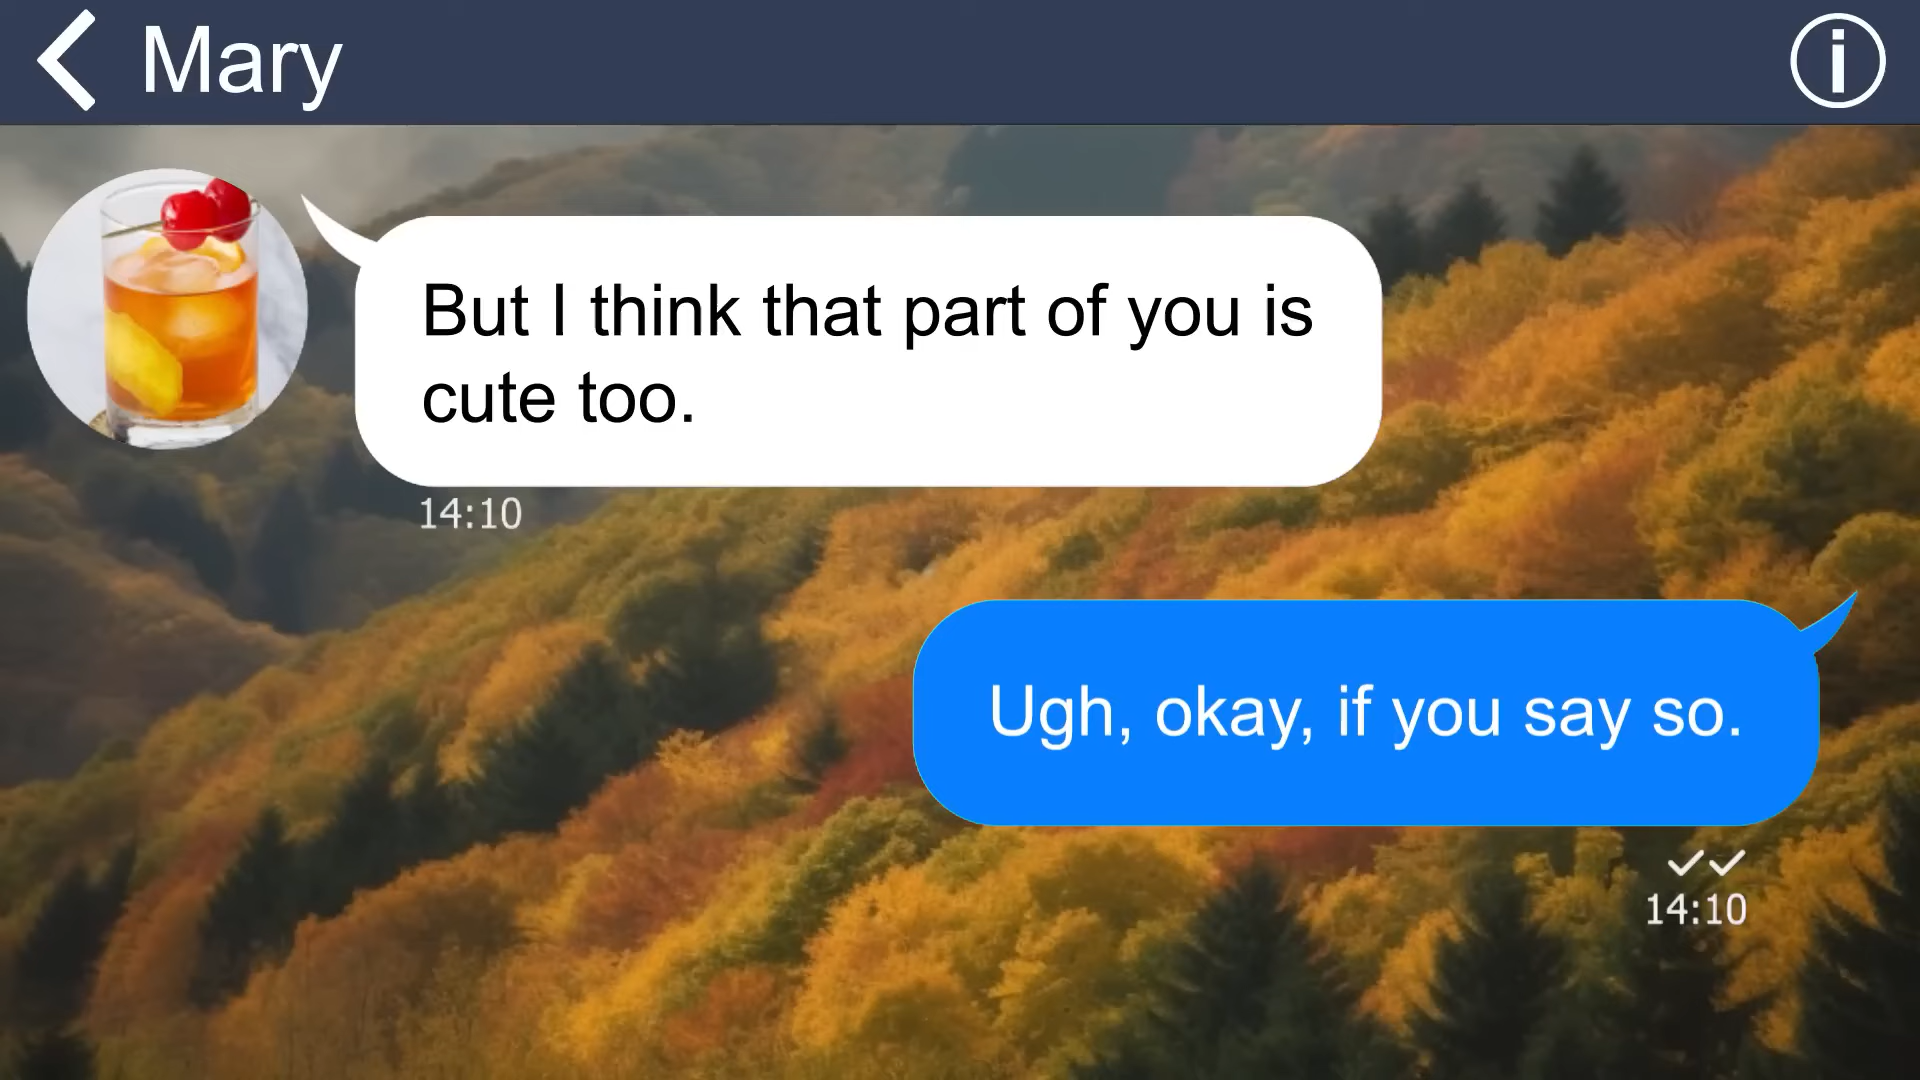 Mary
But I think that part of you is
cute too.
14:10
Ugh, okay, if you say so.
14:10